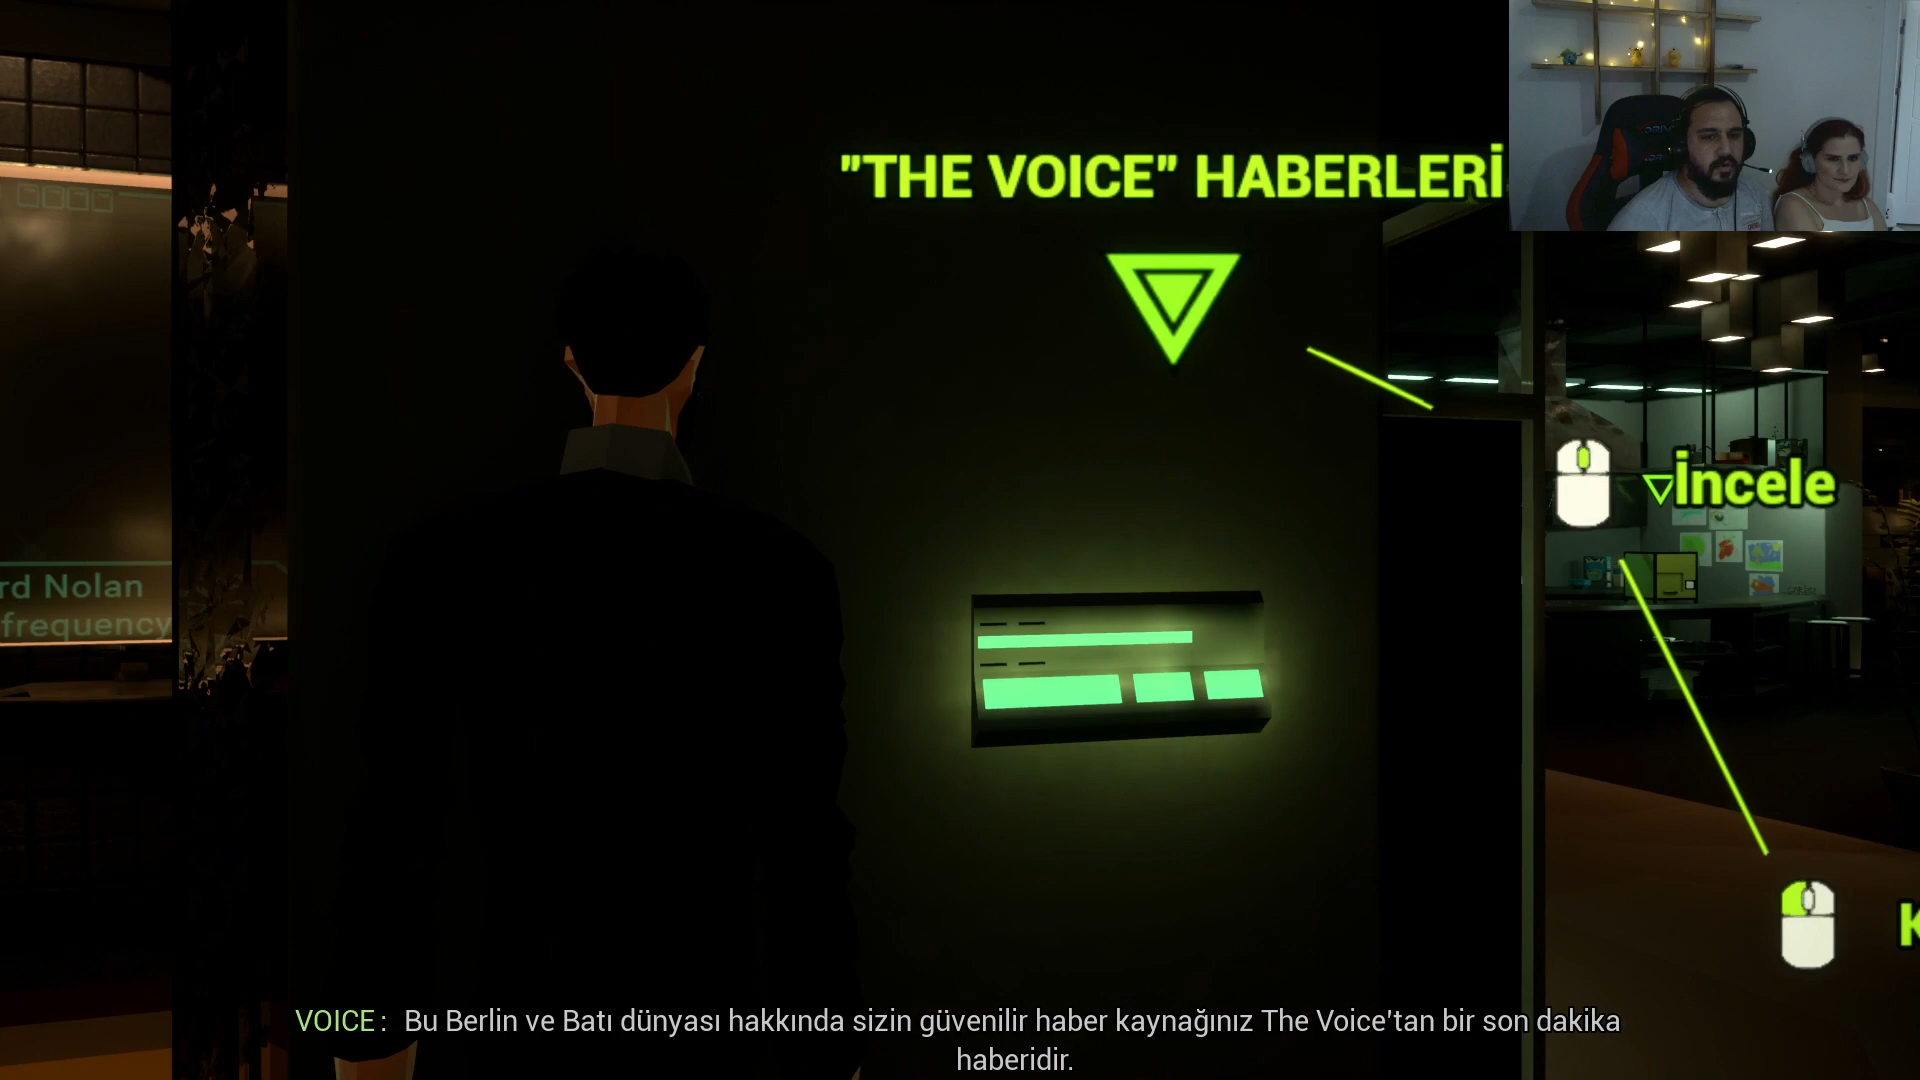 "THE VOICE" HABERLERİ
İncele
rd Nolan
frequency
K
VOICE : Bu Berlin ve Batı dünyası hakkında sizin güvenilir haber kaynağınız The Voice'tan bir son dakika
haberidir.